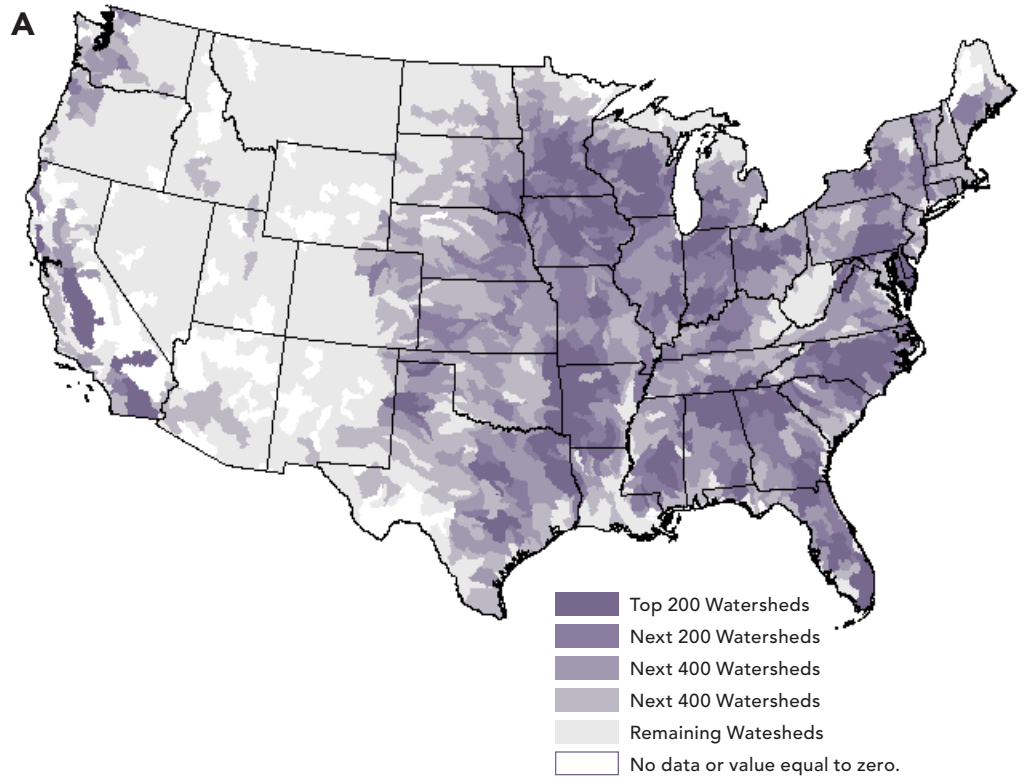 A
Top 200 Watersheds
Next 200 Watersheds
Next 400 Watersheds
Next 400 Watersheds
Remaining Watesheds
No data or value equal to zero.